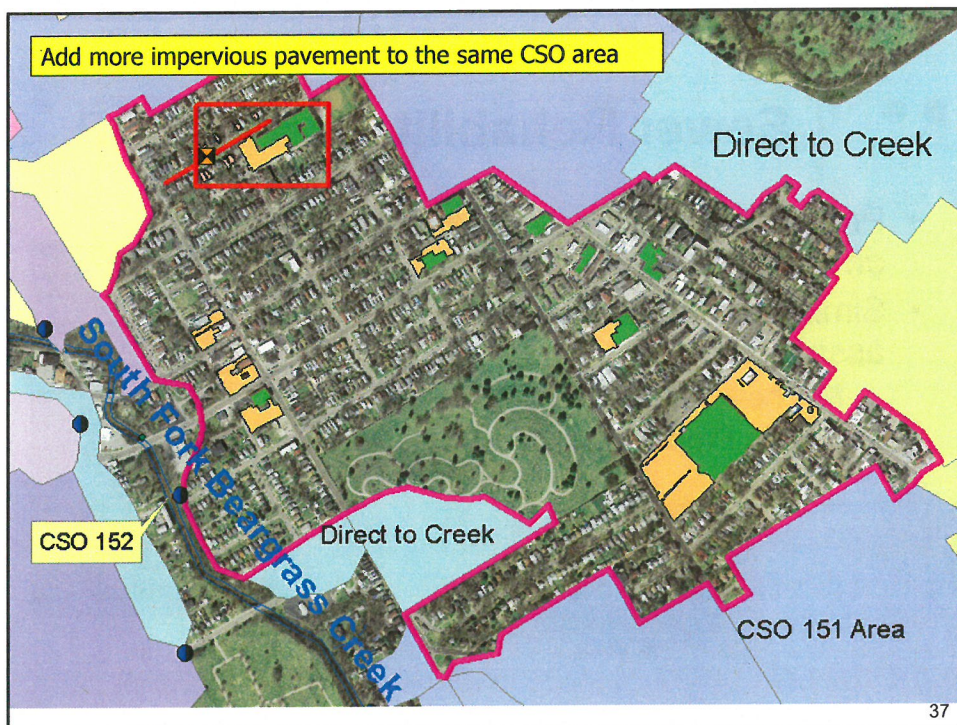 Add more impervious pavement to the same CSO area
Direct to Creek
South Fork Beargrass Creek
CSO 152
Direct to Creek
CSO 151 Area
37